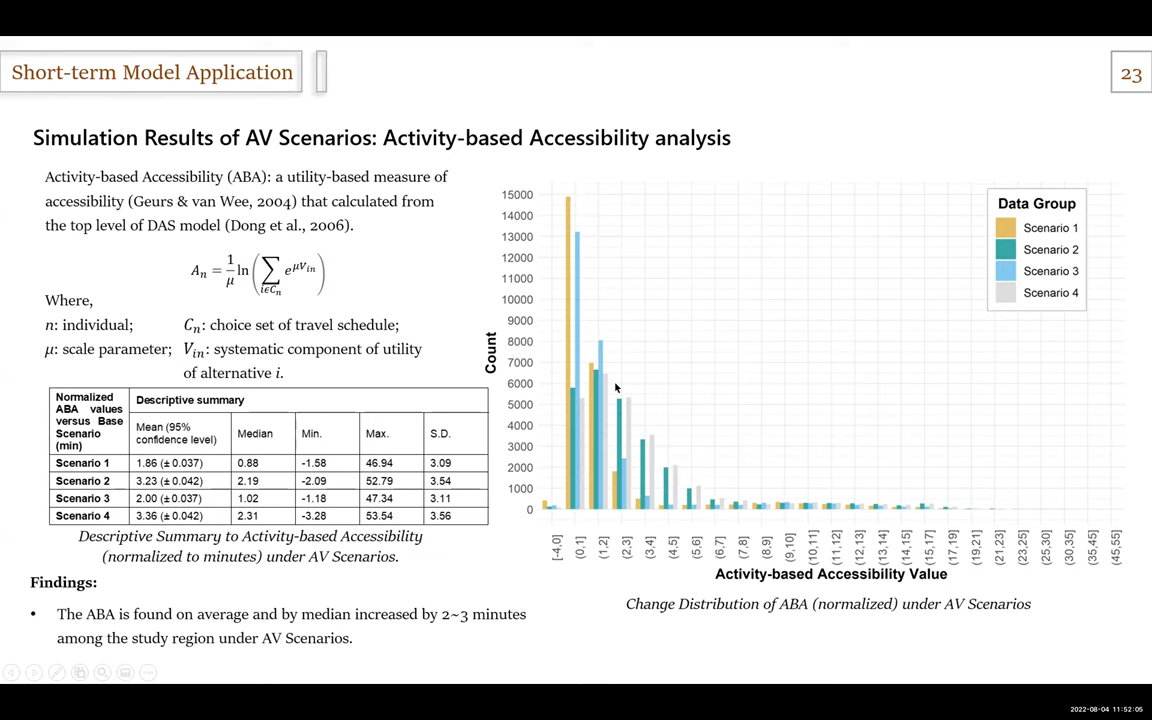 Short-term Model Application
23
Simulation Results of AV Scenarios: Activity-based Accessibility analysis
Activity-based Accessibility (ABA): a utility-based measure of
accessibility (Geurs & van Wee, 2004) that calculated from
the top level of DAS model (Dong et al., 2006).
Aₙ = 1/μ ln(∑_{iϵCₙ} e^{μV_{in}})
Where,
n: individual; Cₙ: choice set of travel schedule;
μ: scale parameter; V_{in}: systematic component of utility
of alternative i.
Normalized ABA values versus Base Scenario (min)
Descriptive summary
Mean (95% confidence level) Median Min. Max. S.D.
Scenario 1 1.86 (± 0.037) 0.88 -1.58 46.94 3.09
Scenario 2 3.23 (± 0.042) 2.19 -2.09 52.79 3.54
Scenario 3 2.00 (± 0.037) 1.02 -1.18 47.34 3.11
Scenario 4 3.36 (± 0.042) 2.31 -3.28 53.54 3.56
Descriptive Summary to Activity-based Accessibility
(normalized to minutes) under AV Scenarios.
Findings:
• The ABA is found on average and by median increased by 2~3 minutes
among the study region under AV Scenarios.
Count
15000
14000
13000
12000
11000
10000
9000
8000
7000
6000
5000
4000
3000
2000
1000
0
Data Group
Scenario 1
Scenario 2
Scenario 3
Scenario 4
[-4,0] (0,1] (1,2] (2,3] (3,4] (4,5] (5,6] (6,7] (7,8] (8,9] (9,10] (10,11] (11,12] (12,13] (13,14] (14,15] (15,17] (17,19] (19,21] (21,23] (23,25] (25,30] (30,35] (35,45] (45,55]
Activity-based Accessibility Value
Change Distribution of ABA (normalized) under AV Scenarios
2022-08-04 11:52:05